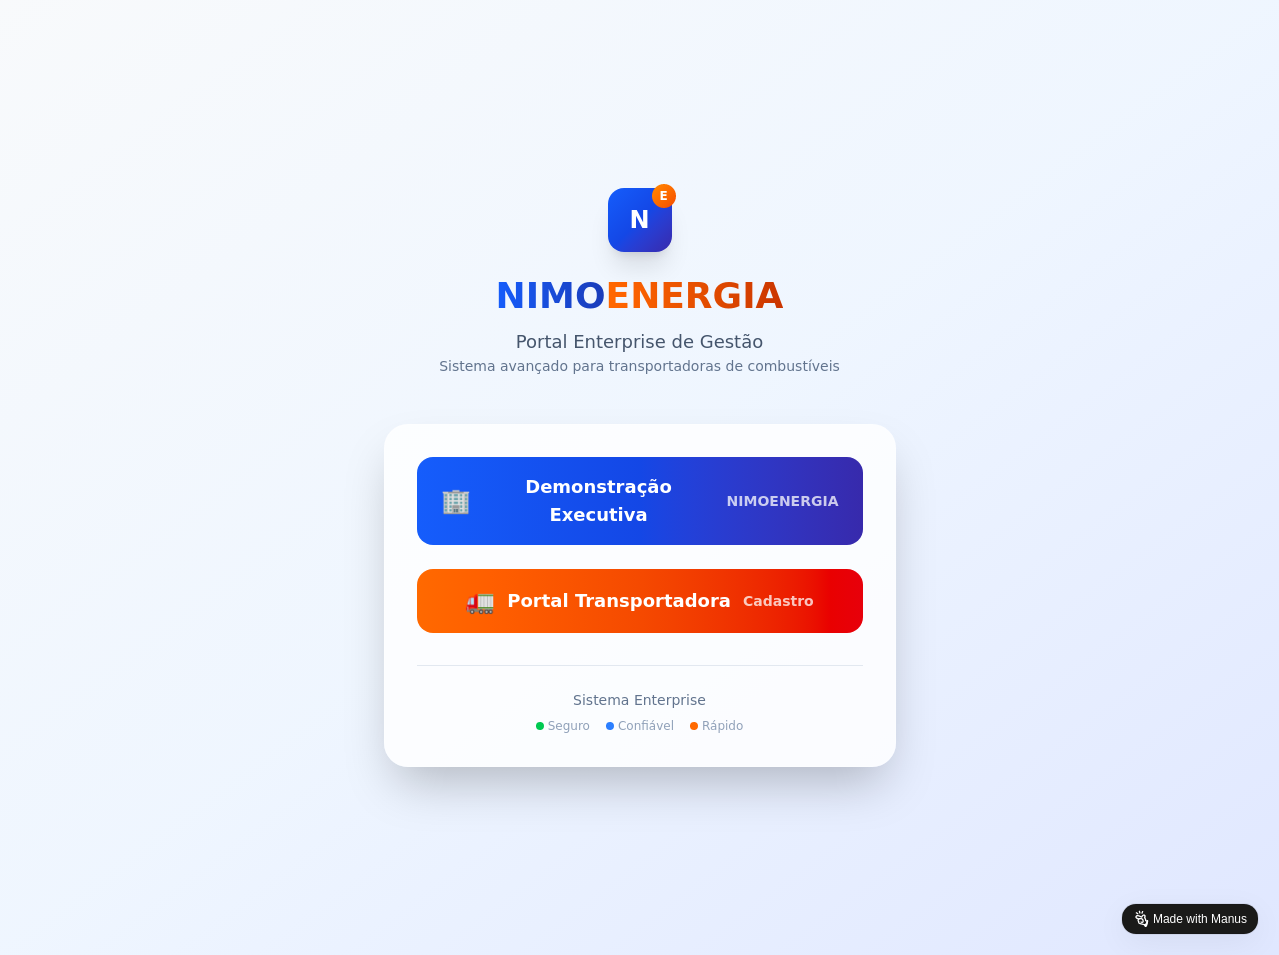 N
E
NIMOENERGIA
Portal Enterprise de Gestão
Sistema avançado para transportadoras de combustíveis
Demonstração
Executiva
NIMOENERGIA
Portal Transportadora Cadastro
Sistema Enterprise
Seguro Confiável Rápido
Made with Manus